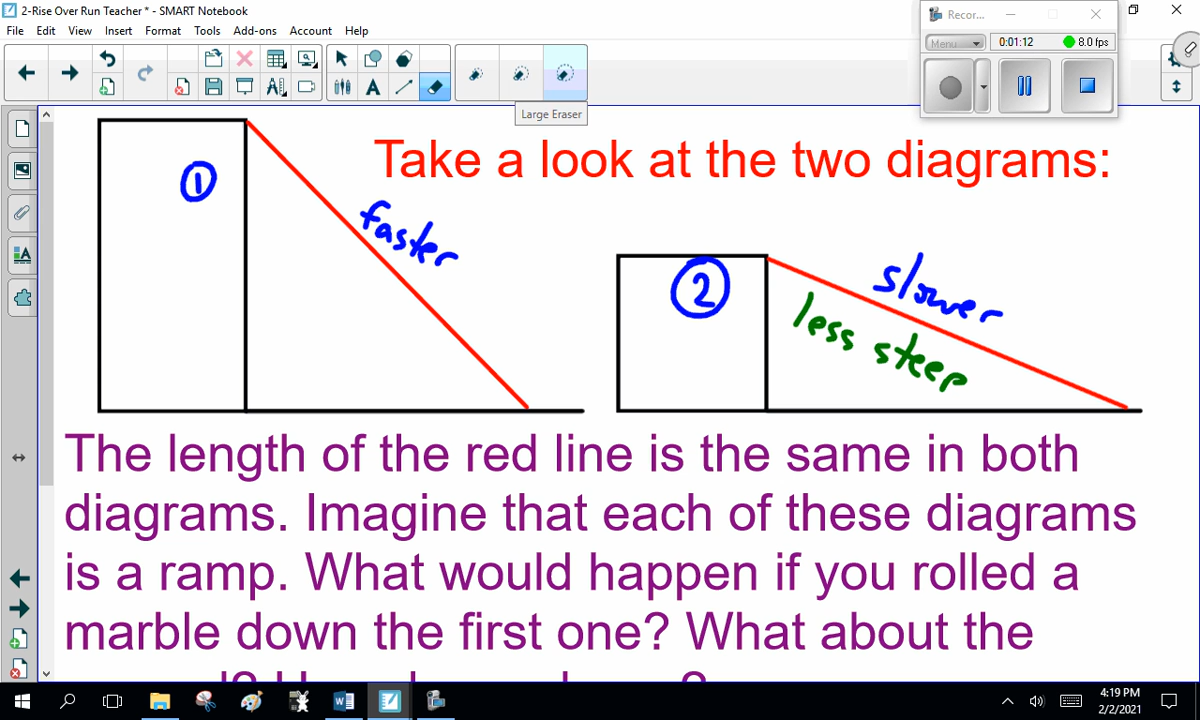 2-Rise Over Run Teacher * - SMART Notebook
Recor...
File Edit View Insert Format Tools Add-ons Account Help
Menu
0:01:12
8.0 fps
Large Eraser
Take a look at the two diagrams:
1
faster
2
slower
less steep
The length of the red line is the same in both
diagrams. Imagine that each of these diagrams
is a ramp. What would happen if you rolled a
marble down the first one? What about the
4:19 PM
2/2/2021